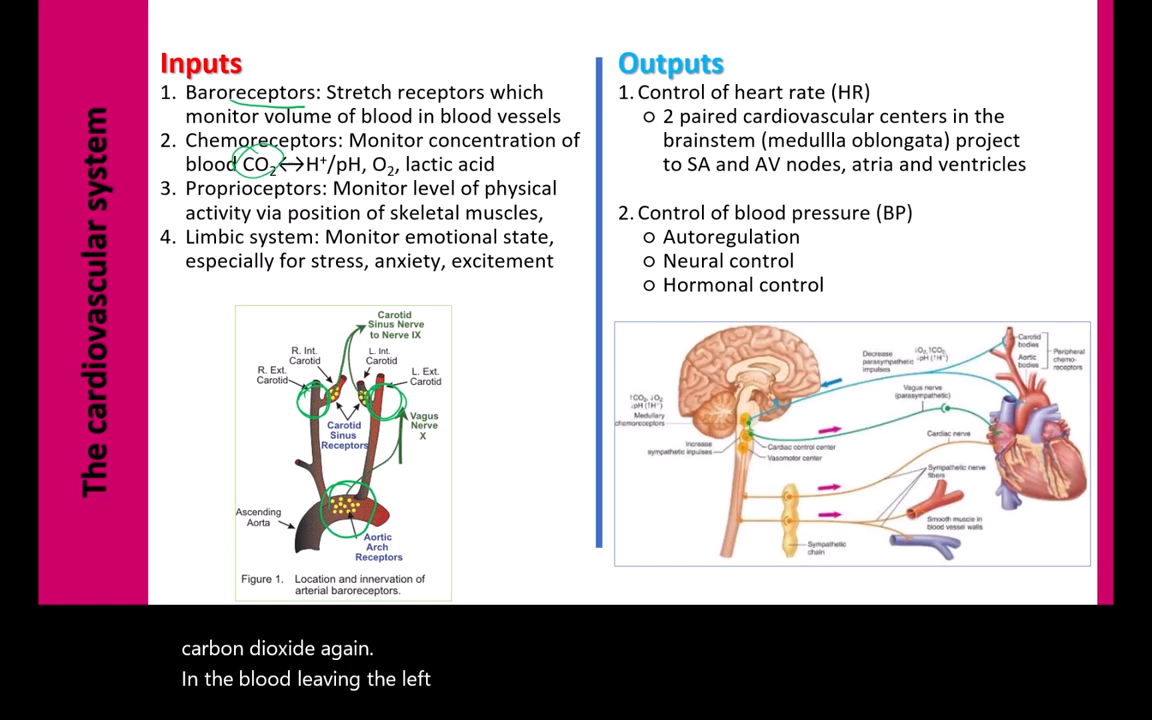 The cardiovascular system
Inputs
1. Baroreceptors: Stretch receptors which
monitor volume of blood in blood vessels
2. Chemoreceptors: Monitor concentration of
blood CO₂↔H⁺/pH, O₂, lactic acid
3. Proprioceptors: Monitor level of physical
activity via position of skeletal muscles,
4. Limbic system: Monitor emotional state,
especially for stress, anxiety, excitement
Carotid
Sinus Nerve
to Nerve IX
R. Int.
Carotid
L. Int.
Carotid
R. Ext.
Carotid
L. Ext.
Carotid
Carotid
Sinus
Receptors
Vagus
Nerve
X
Ascending
Aorta
Aortic
Arch
Receptors
Figure 1. Location and innervation of
arterial baroreceptors.
Outputs
1. Control of heart rate (HR)
○ 2 paired cardiovascular centers in the
brainstem (medullla oblongata) project
to SA and AV nodes, atria and ventricles
2. Control of blood pressure (BP)
○ Autoregulation
○ Neural control
○ Hormonal control
Decrease
parasympathetic
impulses
↓O₂, ↑CO₂,
↓pH (↑H⁺)
Carotid
bodies
Aortic
bodies
Peripheral
chemo-
receptors
Vagus nerve
(parasympathetic)
↑CO₂, ↓O₂
↓pH (↑H⁺)
Medullary
chemoreceptors
Increase
sympathetic inpulses
Cardiac control center
Vasomotor center
Cardiac nerve
Sympathetic nerve
fibers
Smooth muscle in
blood vessel walls
Sympathetic
chain
carbon dioxide again.
In the blood leaving the left